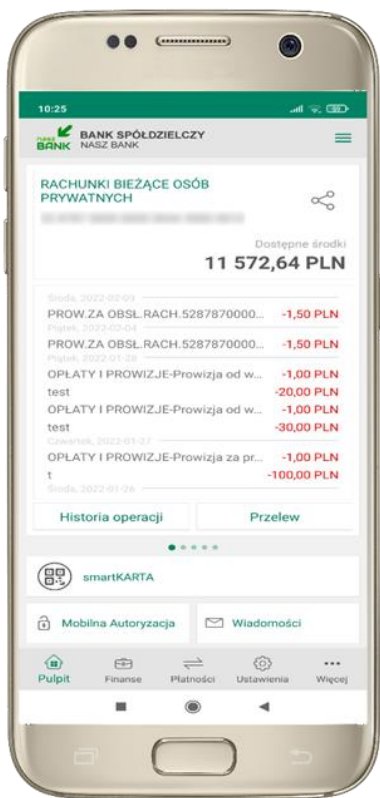 10:25
nasz
BANK
BANK SPÓŁDZIELCZY
NASZ BANK
RACHUNKI BIEŻĄCE OSÓB
PRYWATNYCH
Dostępne środki
11 572,64 PLN
Środa, 2022-02-09
PROW.ZA OBSŁ.RACH.5287870000... -1,50 PLN
Piątek, 2022-02-04
PROW.ZA OBSŁ.RACH.5287870000... -1,50 PLN
Piątek, 2022-01-28
OPŁATY I PROWIZJE-Prowizja od w... -1,00 PLN
test -20,00 PLN
OPŁATY I PROWIZJE-Prowizja od w... -1,00 PLN
test -30,00 PLN
Czwartek, 2022-01-27
OPŁATY I PROWIZJE-Prowizja za pr... -1,00 PLN
t -100,00 PLN
Środa, 2022-01-26
Historia operacji Przelew
smartKARTA
Mobilna Autoryzacja Wiadomości
Pulpit Finanse Płatności Ustawienia Więcej